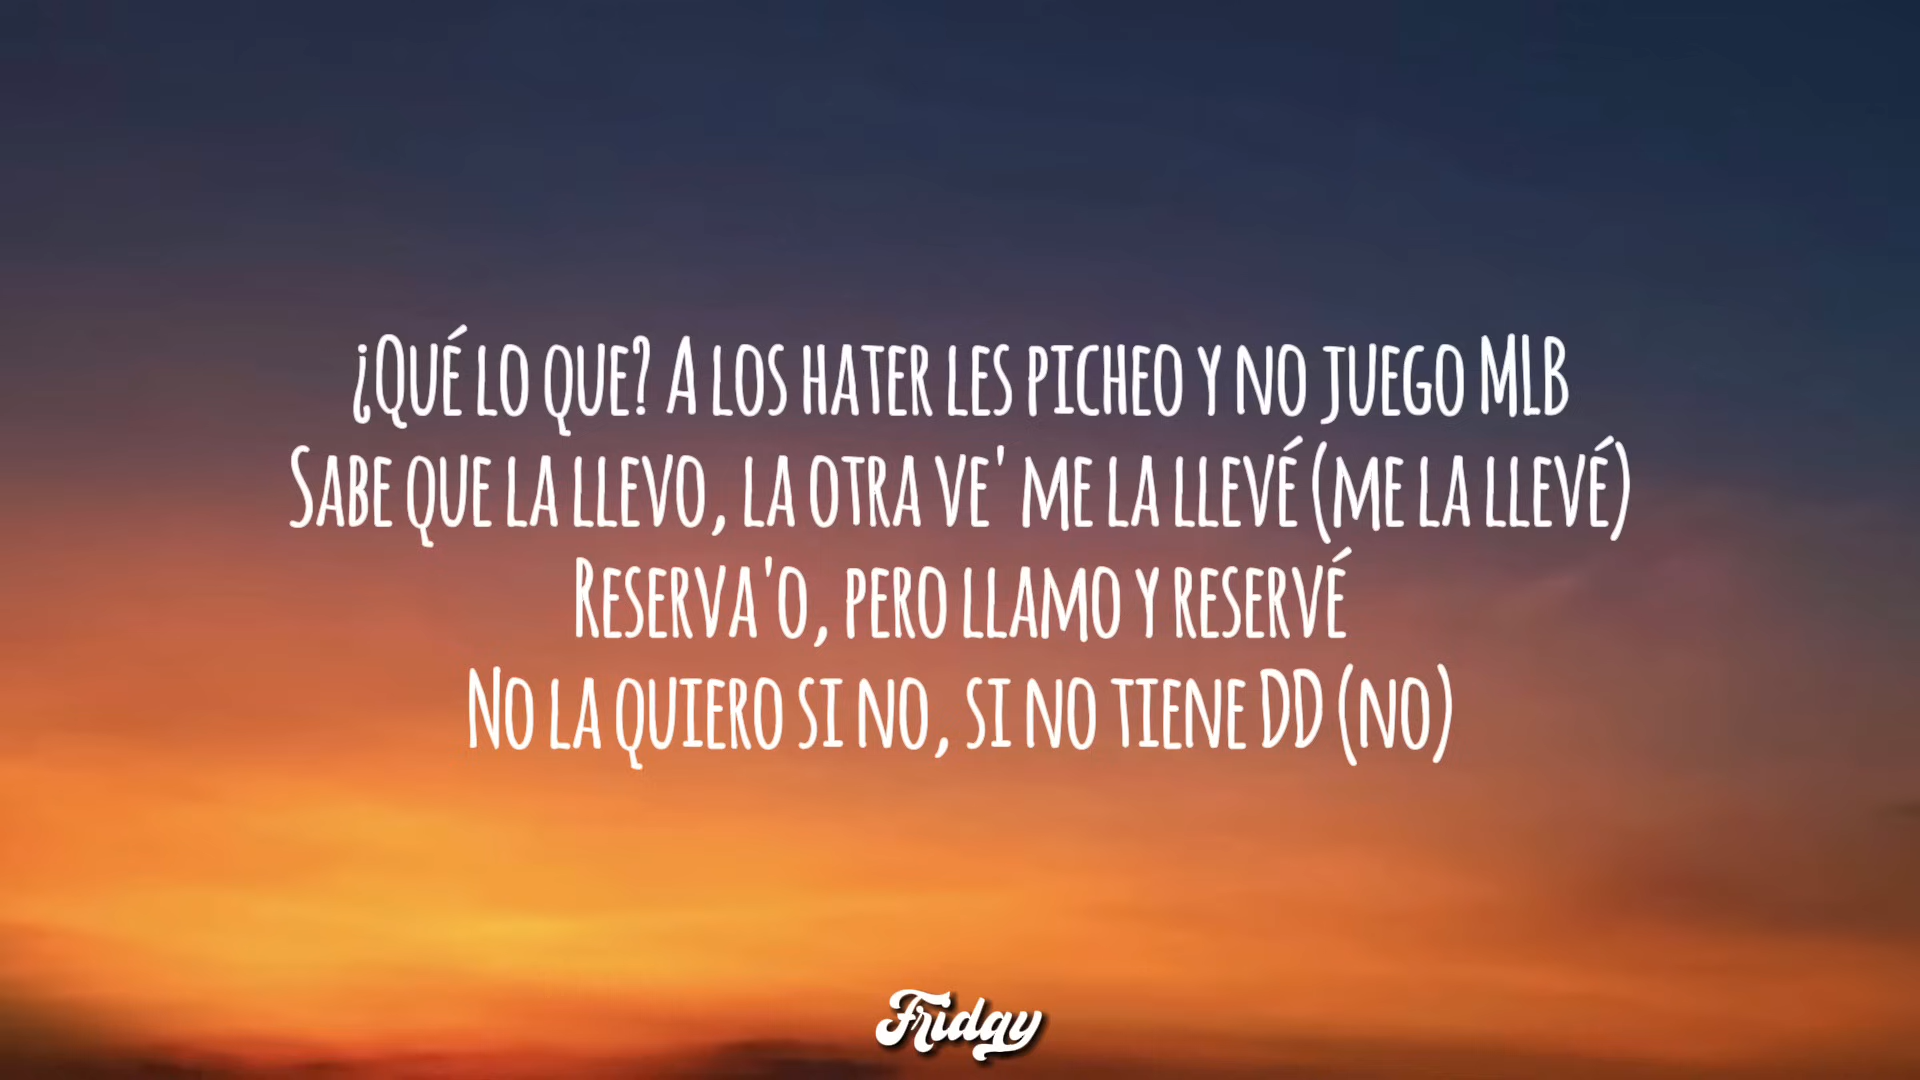 ¿Qué lo que? A los hater les picheo y no juego MLB
Sabe que la llevo, la otra ve' me la llevé (me la llevé)
Reserva'o, pero llamo y reservé
No la quiero si no, si no tiene DD (no)
Friday